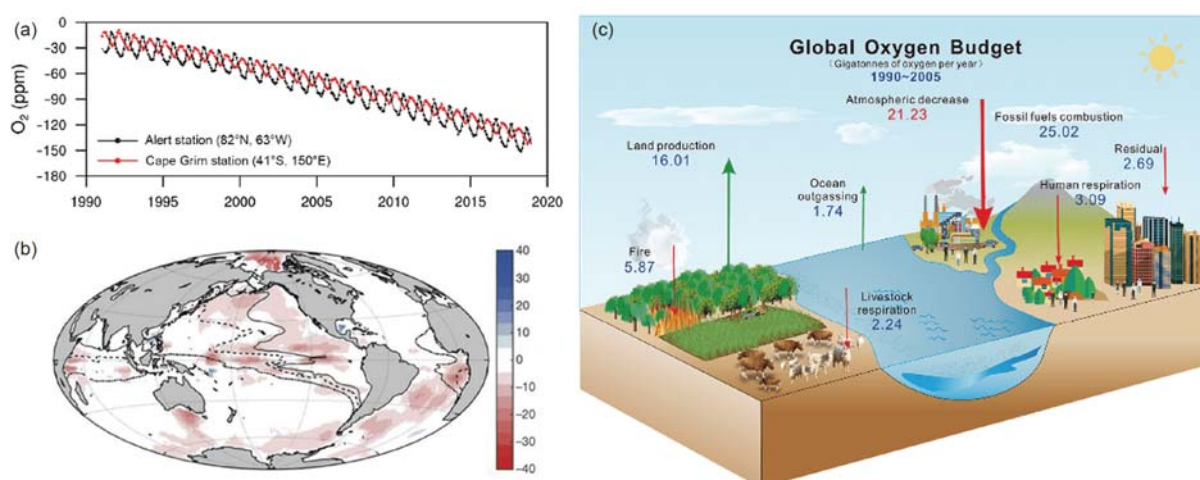 (a)
0
-30
-60
-90
-120
-150
-180
O₂ (ppm)
Alert station (82°N, 63°W)
Cape Grim station (41°S, 150°E)
1990
1995
2000
2005
2010
2015
2020
(b)
40
30
20
10
0
-10
-20
-30
-40
(c)
Global Oxygen Budget
(Gigatonnes of oxygen per year)
1990~2005
Atmospheric decrease
21.23
Fossil fuels combustion
25.02
Land production
16.01
Residual
2.69
Ocean
outgassing
1.74
Human respiration
3.09
Fire
5.87
Livestock
respiration
2.24